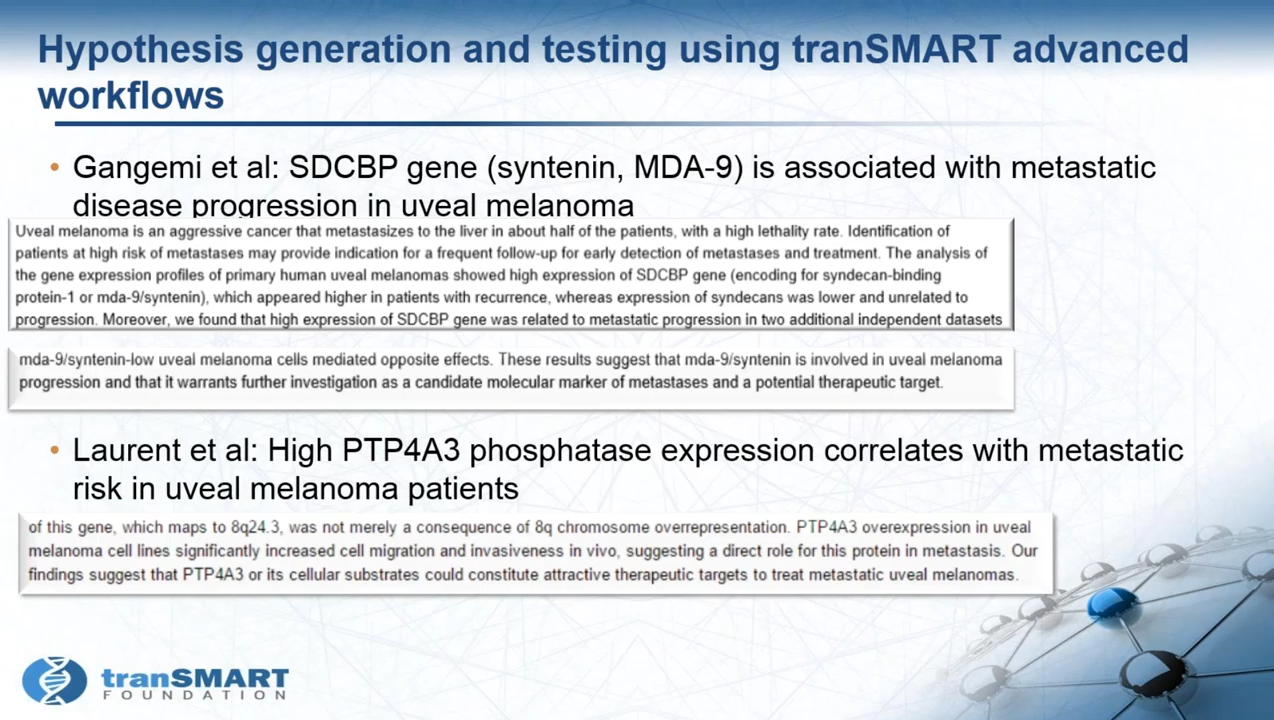 Hypothesis generation and testing using tranSMART advanced
workflows
• Gangemi et al: SDCBP gene (syntenin, MDA-9) is associated with metastatic
disease progression in uveal melanoma
Uveal melanoma is an aggressive cancer that metastasizes to the liver in about half of the patients, with a high lethality rate. Identification of
patients at high risk of metastases may provide indication for a frequent follow-up for early detection of metastases and treatment. The analysis of
the gene expression profiles of primary human uveal melanomas showed high expression of SDCBP gene (encoding for syndecan-binding
protein-1 or mda-9/syntenin), which appeared higher in patients with recurrence, whereas expression of syndecans was lower and unrelated to
progression. Moreover, we found that high expression of SDCBP gene was related to metastatic progression in two additional independent datasets
mda-9/syntenin-low uveal melanoma cells mediated opposite effects. These results suggest that mda-9/syntenin is involved in uveal melanoma
progression and that it warrants further investigation as a candidate molecular marker of metastases and a potential therapeutic target.
• Laurent et al: High PTP4A3 phosphatase expression correlates with metastatic
risk in uveal melanoma patients
of this gene, which maps to 8q24.3, was not merely a consequence of 8q chromosome overrepresentation. PTP4A3 overexpression in uveal
melanoma cell lines significantly increased cell migration and invasiveness in vivo, suggesting a direct role for this protein in metastasis. Our
findings suggest that PTP4A3 or its cellular substrates could constitute attractive therapeutic targets to treat metastatic uveal melanomas.
tranSMART
FOUNDATION